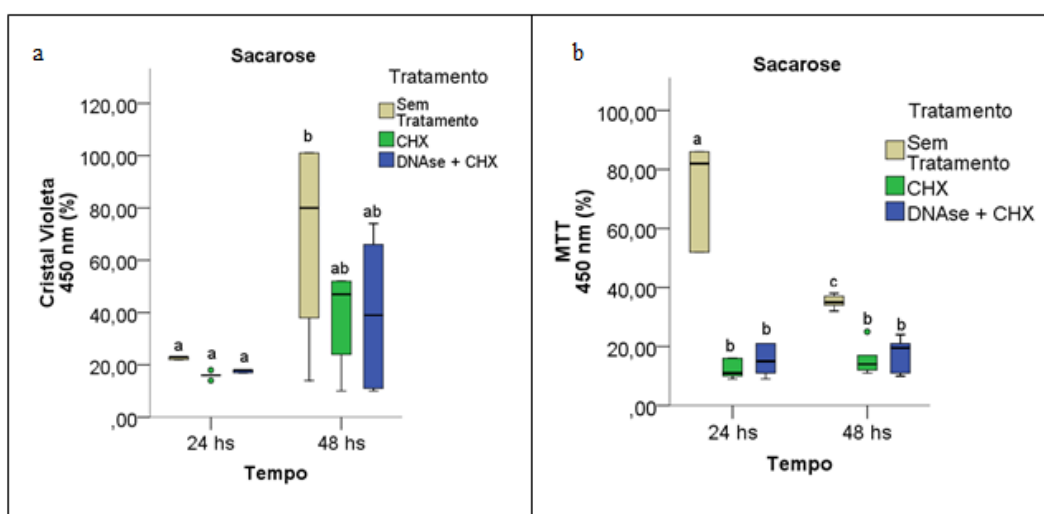 a
Sacarose
Tratamento
Sem
Tratamento
CHX
DNAse + CHX
Cristal Violeta
450 nm (%)
120,00
100,00
80,00
60,00
40,00
20,00
,00
a
a
a
b
ab
ab
24 hs
48 hs
Tempo
b
Sacarose
Tratamento
Sem
Tratamento
CHX
DNAse + CHX
MTT
450 nm (%)
100,00
80,00
60,00
40,00
20,00
,00
a
b
b
c
b
b
24 hs
48 hs
Tempo